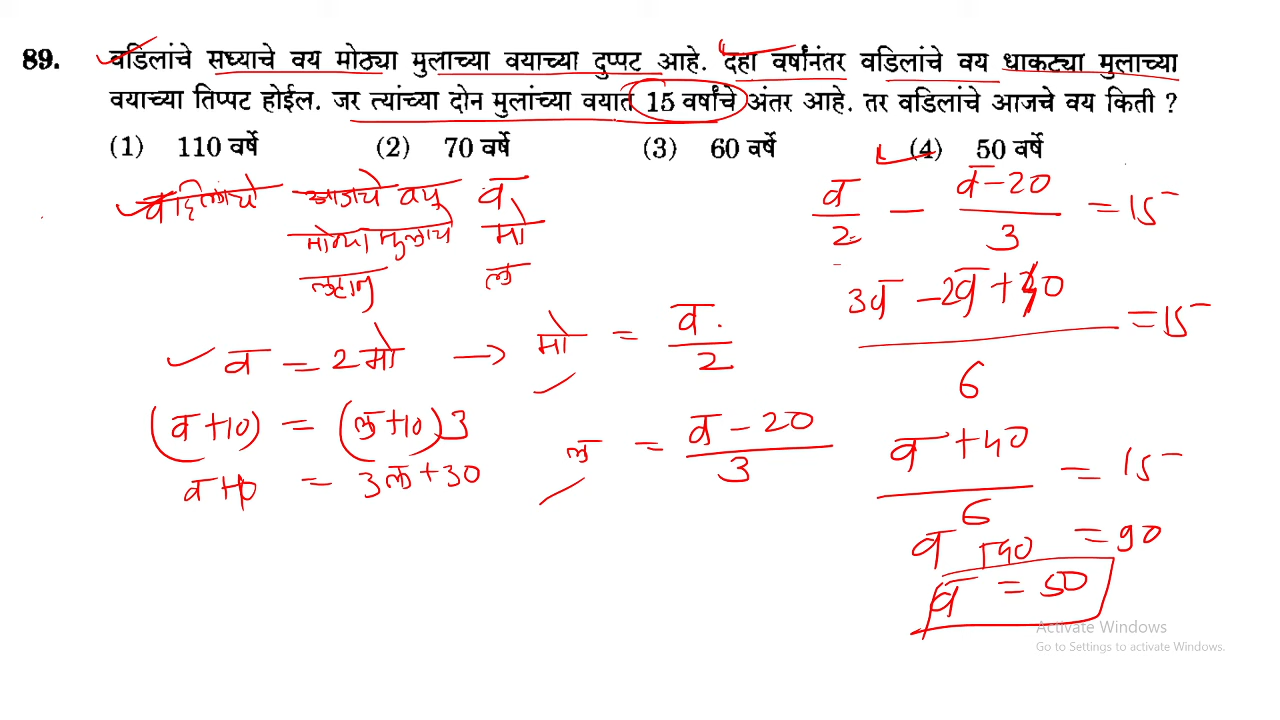 89. वडिलांचे सध्याचे वय मोठ्या मुलाच्या वयाच्या दुप्पट आहे. दहा वर्षांनंतर वडिलांचे वय धाकट्या मुलाच्या
वयाच्या तिप्पट होईल. जर त्यांच्या दोन मुलांच्या वयात 15 वर्षांचे अंतर आहे. तर वडिलांचे आजचे वय किती ?
(1) 110 वर्षे (2) 70 वर्षे (3) 60 वर्षे (4) 50 वर्षे
वडिलांचे आजचे वय व
मोठ्या मुलाचे मो
लहान ल
व = 2मो → मो = व/2
(व+10) = (ल+10)3
व+10 = 3ल+30
ल = व-20/3
व/2 - व-20/3 = 15
3व - 2व + 40/6 = 15
व + 40/6 = 15
व +40 = 90
व = 50
Activate Windows
Go to Settings to activate Windows.